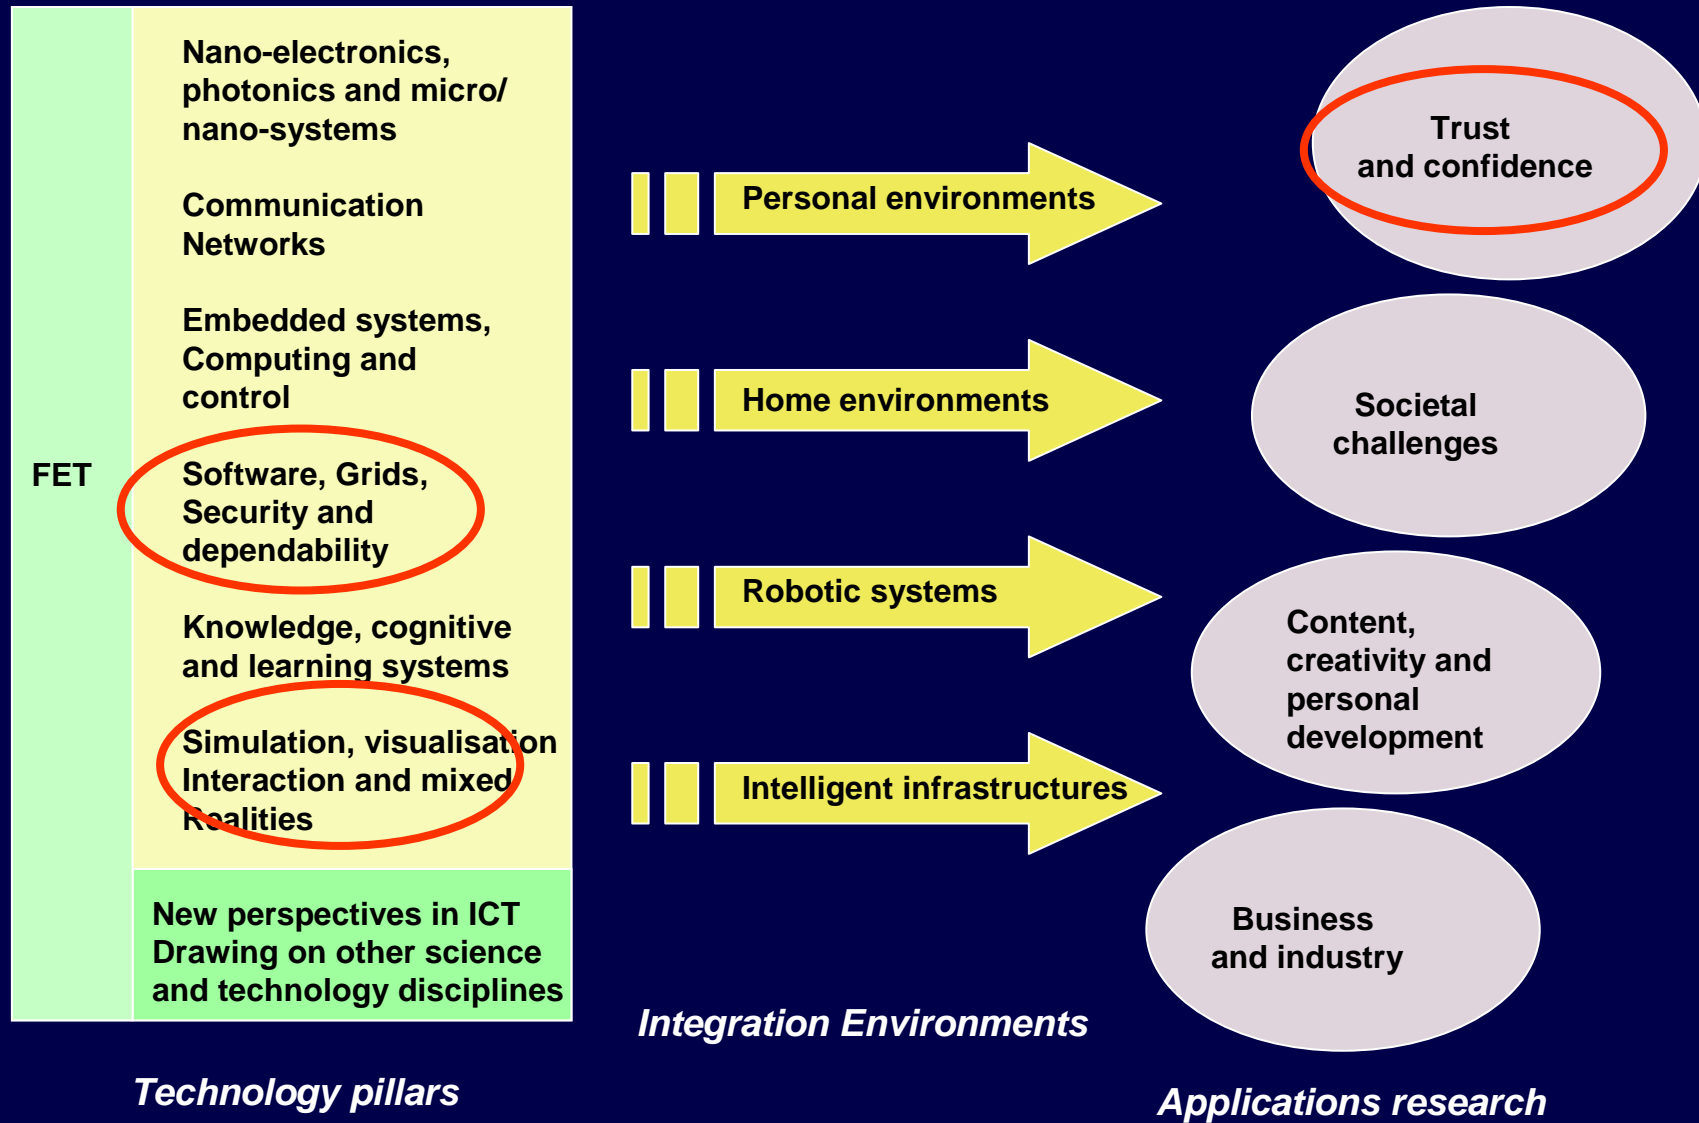 FET
Nano-electronics,
photonics and micro/
nano-systems
Communication
Networks
Embedded systems,
Computing and
control
Software, Grids,
Security and
dependability
Knowledge, cognitive
and learning systems
Simulation, visualisation
Interaction and mixed
Realities
New perspectives in ICT
Drawing on other science
and technology disciplines
Technology pillars
Personal environments
Home environments
Robotic systems
Intelligent infrastructures
Integration Environments
Trust
and confidence
Societal
challenges
Content,
creativity and
personal
development
Business
and industry
Applications research